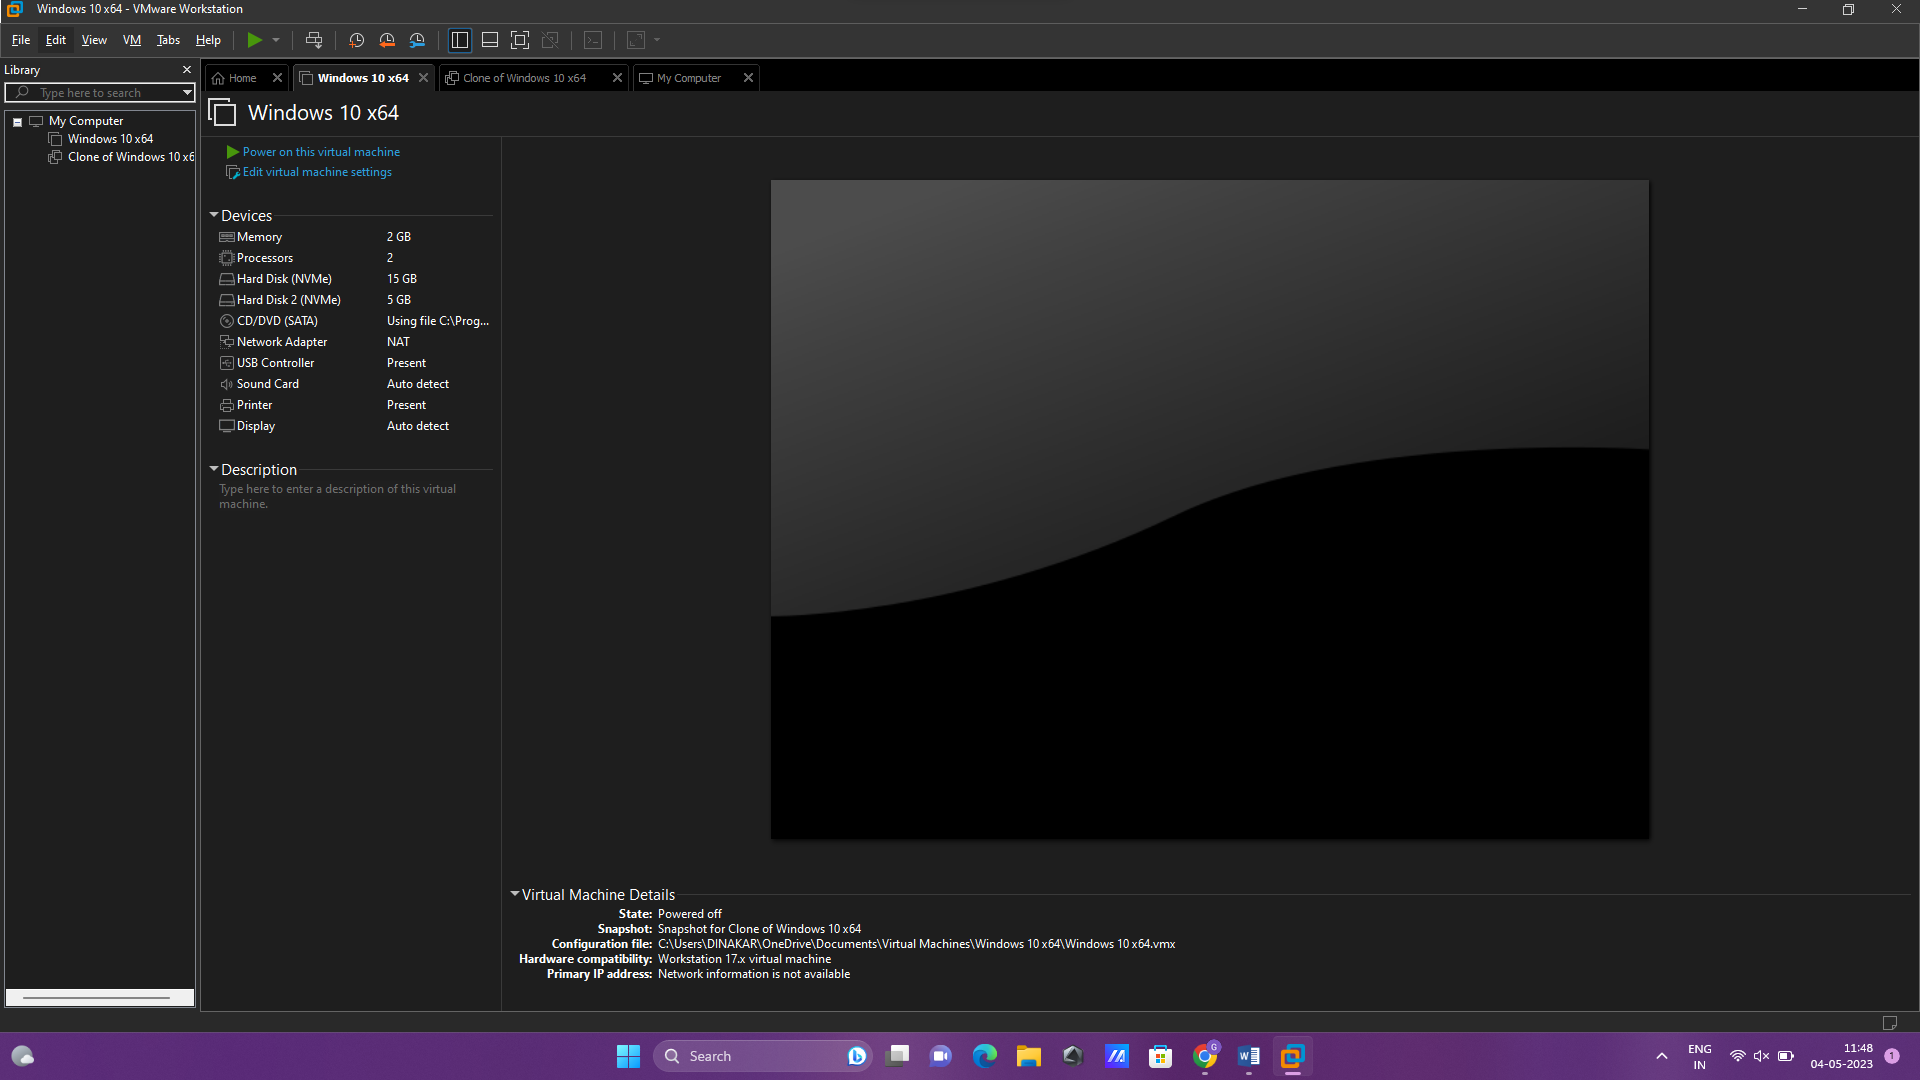 Windows 10 x64 - VMware Workstation
File Edit View VM Tabs Help
Library
Type here to search
My Computer
Windows 10 x64
Clone of Windows 10 x6
Home
Windows 10 x64
Clone of Windows 10 x64
My Computer
Windows 10 x64
Power on this virtual machine
Edit virtual machine settings
Devices
Memory 2 GB
Processors 2
Hard Disk (NVMe) 15 GB
Hard Disk 2 (NVMe) 5 GB
CD/DVD (SATA) Using file C:\Prog...
Network Adapter NAT
USB Controller Present
Sound Card Auto detect
Printer Present
Display Auto detect
Description
Type here to enter a description of this virtual
machine.
Virtual Machine Details
State: Powered off
Snapshot: Snapshot for Clone of Windows 10 x64
Configuration file: C:\Users\DINAKAR\OneDrive\Documents\Virtual Machines\Windows 10 x64\Windows 10 x64.vmx
Hardware compatibility: Workstation 17.x virtual machine
Primary IP address: Network information is not available
Search
G
ENG
IN
11:48
04-05-2023
1